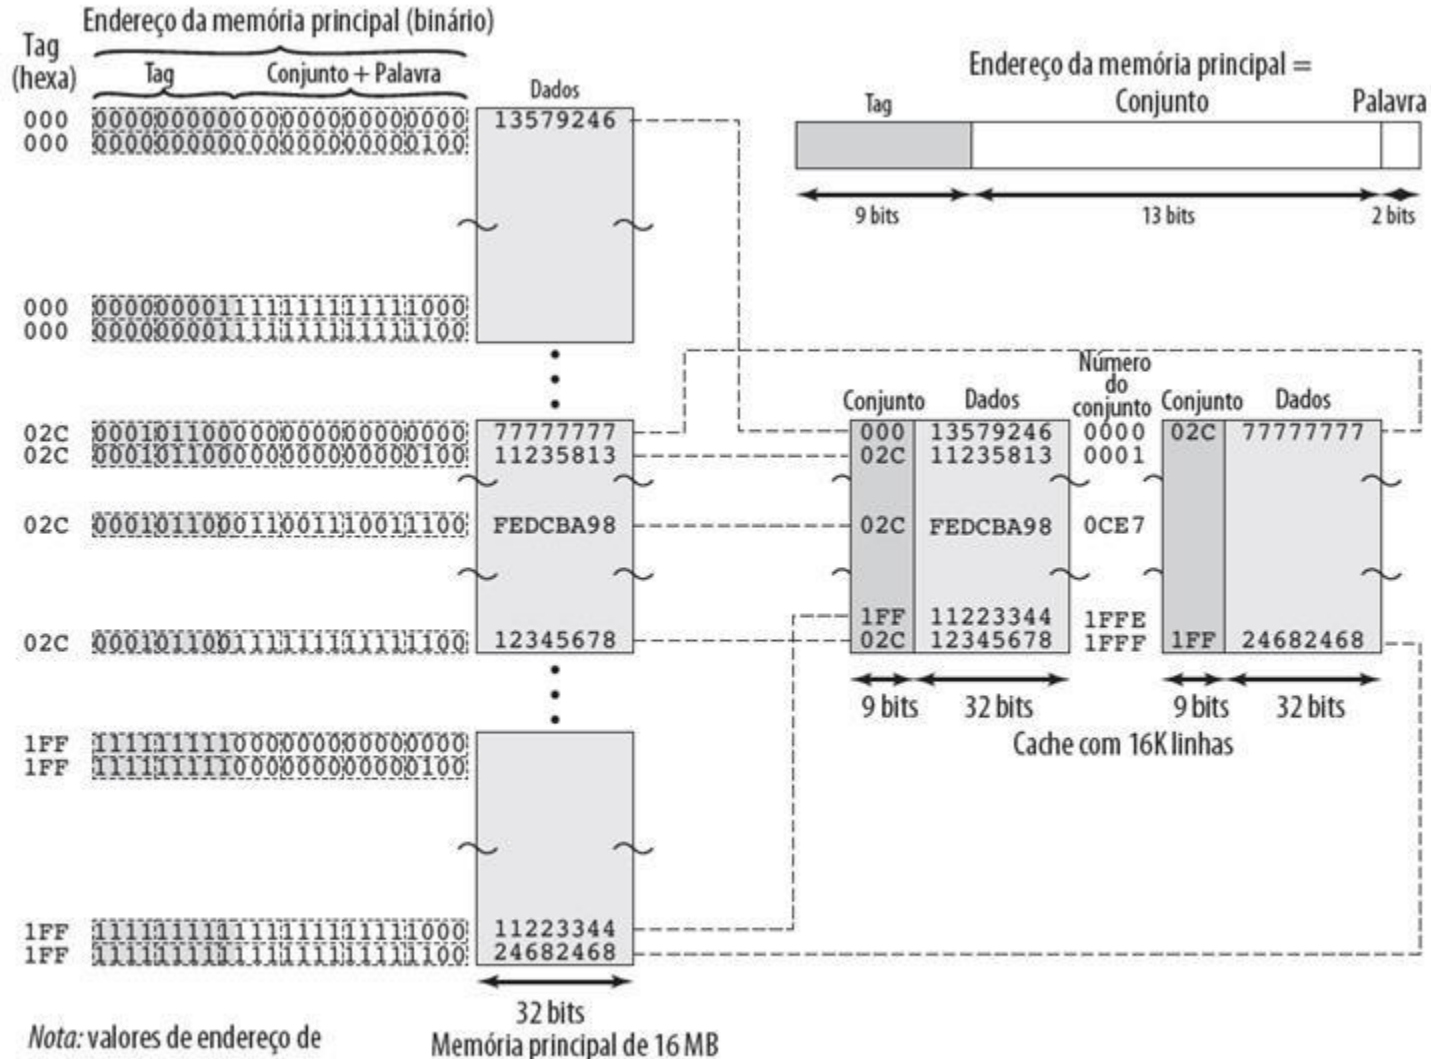 Endereço da memória principal (binário)
Tag
(hexa)
Tag
Conjunto + Palavra
Dados
000 000000000000000000000000 13579246
000 000000000000000000000100
000 000000001111111111111000
000 000000001111111111111100
02C 000101100000000000000000 77777777
02C 000101100000000000000100 11235813
02C 000101100011001110011100 FEDCBA98
02C 000101100111111111111100 12345678
1FF 111111111000000000000000
1FF 111111111000000000000100
1FF 111111111111111111111000 11223344
1FF 111111111111111111111100 24682468
32 bits
Memória principal de 16 MB
Nota: valores de endereço de
Endereço da memória principal =
Tag Conjunto Palavra
9 bits 13 bits 2 bits
Número
do
conjunto
Conjunto Dados Conjunto Dados
000 13579246 0000 02C 77777777
02C 11235813 0001
02C FEDCBA98 0CE7
1FF 11223344 1FFE
02C 12345678 1FFF 1FF 24682468
9 bits 32 bits 9 bits 32 bits
Cache com 16K linhas